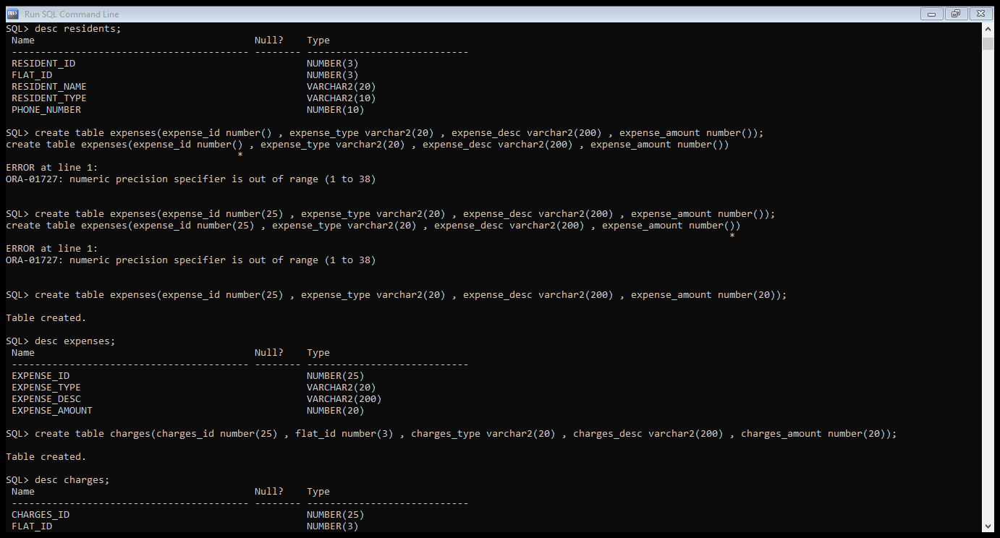 SQL> Run SQL Command Line
SQL> desc residents;
 Name                                      Null?    Type
 ----------------------------------------- -------- ----------------------------
 RESIDENT_ID                                        NUMBER(3)
 FLAT_ID                                            NUMBER(3)
 RESIDENT_NAME                                      VARCHAR2(20)
 RESIDENT_TYPE                                      VARCHAR2(10)
 PHONE_NUMBER                                       NUMBER(10)
SQL> create table expenses(expense_id number() , expense_type varchar2(20) , expense_desc varchar2(200) , expense_amount number());
create table expenses(expense_id number() , expense_type varchar2(20) , expense_desc varchar2(200) , expense_amount number())
                                        *
ERROR at line 1:
ORA-01727: numeric precision specifier is out of range (1 to 38)
SQL> create table expenses(expense_id number(25) , expense_type varchar2(20) , expense_desc varchar2(200) , expense_amount number());
create table expenses(expense_id number(25) , expense_type varchar2(20) , expense_desc varchar2(200) , expense_amount number())
                                                                                                                             *
ERROR at line 1:
ORA-01727: numeric precision specifier is out of range (1 to 38)
SQL> create table expenses(expense_id number(25) , expense_type varchar2(20) , expense_desc varchar2(200) , expense_amount number(20));
Table created.
SQL> desc expenses;
 Name                                      Null?    Type
 ----------------------------------------- -------- ----------------------------
 EXPENSE_ID                                         NUMBER(25)
 EXPENSE_TYPE                                       VARCHAR2(20)
 EXPENSE_DESC                                       VARCHAR2(200)
 EXPENSE_AMOUNT                                     NUMBER(20)
SQL> create table charges(charges_id number(25) , flat_id number(3) , charges_type varchar2(20) , charges_desc varchar2(200) , charges_amount number(20));
Table created.
SQL> desc charges;
 Name                                      Null?    Type
 ----------------------------------------- -------- ----------------------------
 CHARGES_ID                                         NUMBER(25)
 FLAT_ID                                            NUMBER(3)